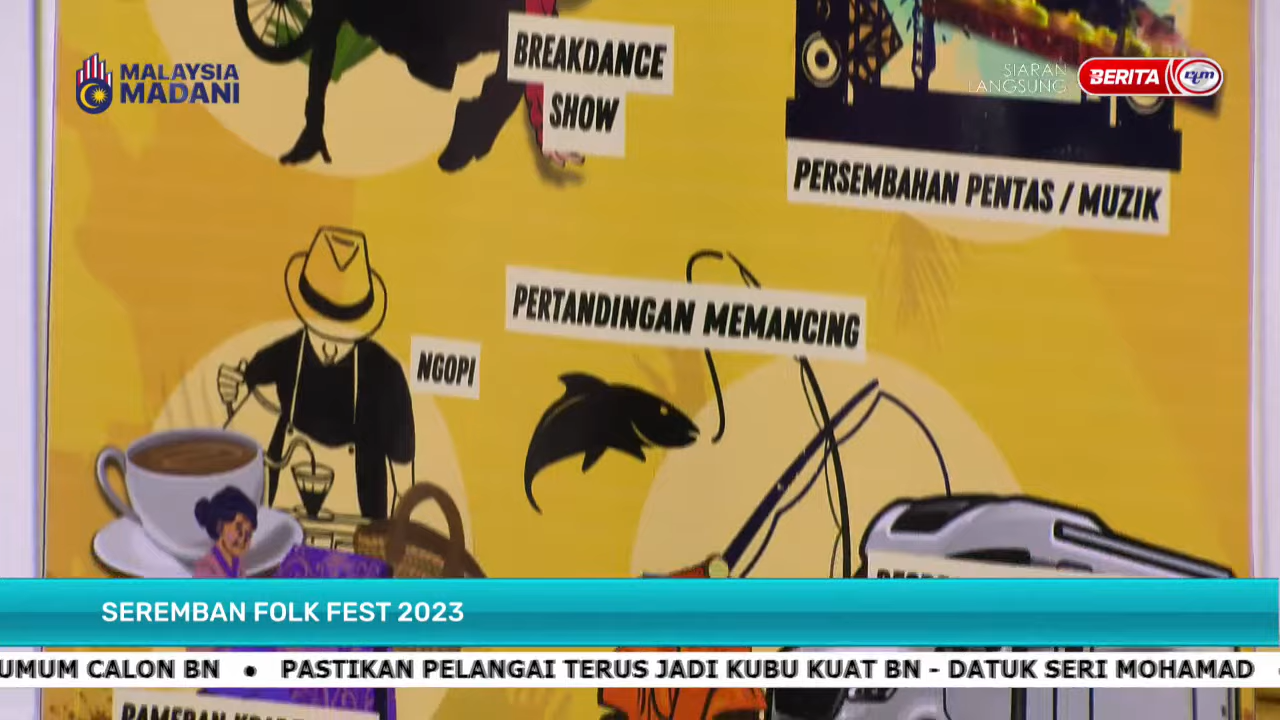 BREAKDANCE
SHOW
MALAYSIA
MADANI
SIARAN
LANGSUNG
BERITA
PERSEMBAHAN PENTAS / MUZIK
PERTANDINGAN MEMANCING
NGOPI
SEREMBAN FOLK FEST 2023
UMUM CALON BN • PASTIKAN PELANGAI TERUS JADI KUBU KUAT BN - DATUK SERI MOHAMAD
PAMERAN